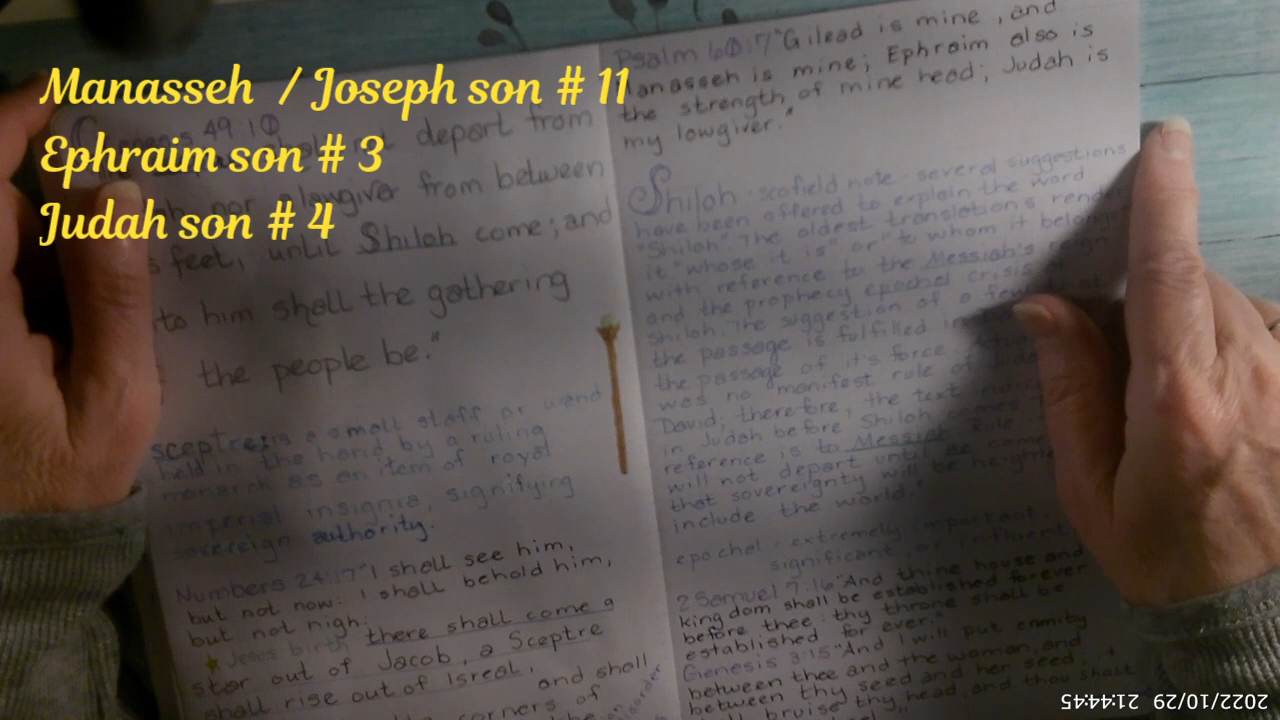 Manasseh / Joseph son # 11
Ephraim son # 3
Judah son # 4
Genesis 49:10
depart from
lawgiver from between
feet, until Shiloh come; and
to him shall the gathering
the people be."
sceptre is a small staff or wand
held in the hand by a ruling
monarch as an item of royal
imperial insignia, signifying
sovereign authority.
Numbers 24:17 "I shall see him,
but not now: I shall behold him,
but not nigh:
there shall come a
Jesus birth
star out of Jacob, a Sceptre
shall rise out of Isreal,
and shall
corners of
Psalm 60:7 "Gilead is mine, and
Manasseh is mine; Ephraim also is
the strength of mine head; Judah is
my lawgiver."
Shiloh - scofield note - several suggestions
have been offered to explain the word
"Shiloh" The oldest translations render
it "whose it is" or "to whom it belongs"
with reference to the Messiah's reign
and the prophecy epochel crisis at
Shiloh. The suggestion of a few that
the passage is fulfilled in
the passage of it's force.
was no manifest rule of Judah
David; therefore, the text
in Judah before Shiloh comes
reference is to Messiah Rule
will not depart until he comes
that sovereignty will be
include the world."
epochel - extremely important,
significant, or
2 Samuel 7:16 "And thine house and
kingdom shall be established forever
before thee: thy throne shall be
established for ever."
Genesis 3:15 "And I will put enmity
between thee and the woman, and
between thy seed and her seed; it
shall bruise thy head, and thou shalt
2022/10/29 21:44:45